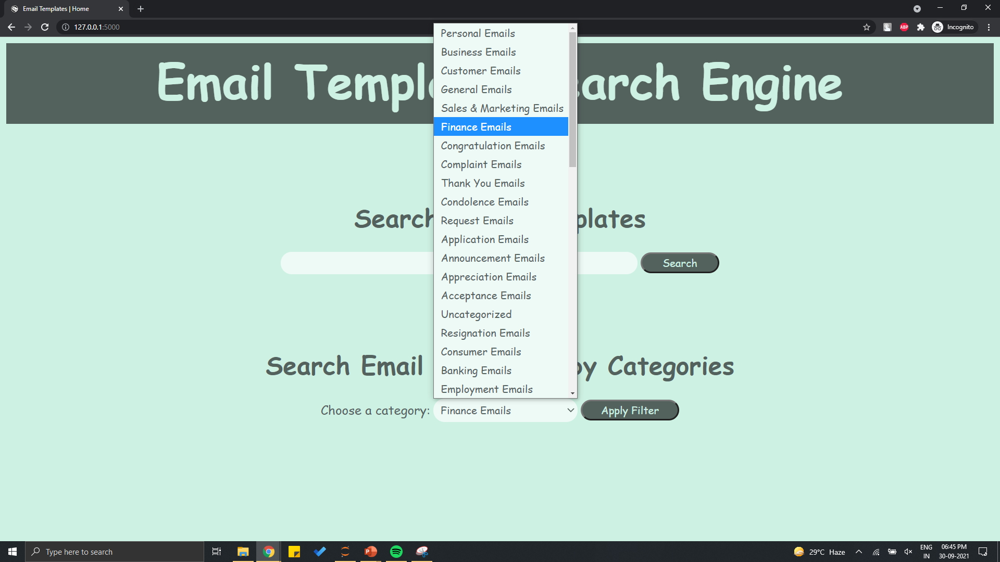 Email Templates | Home
127.0.0.1:5000
ABP
Incognito
Email Templ arch Engine
Personal Emails
Business Emails
Customer Emails
General Emails
Sales & Marketing Emails
Finance Emails
Congratulation Emails
Complaint Emails
Thank You Emails
Condolence Emails
Request Emails
Application Emails
Announcement Emails
Appreciation Emails
Acceptance Emails
Uncategorized
Resignation Emails
Consumer Emails
Banking Emails
Employment Emails
Search plates
Search
Search Email by Categories
Choose a category: Finance Emails Apply Filter
Type here to search
29°C Haze
ENG
IN
06:45 PM
30-09-2021